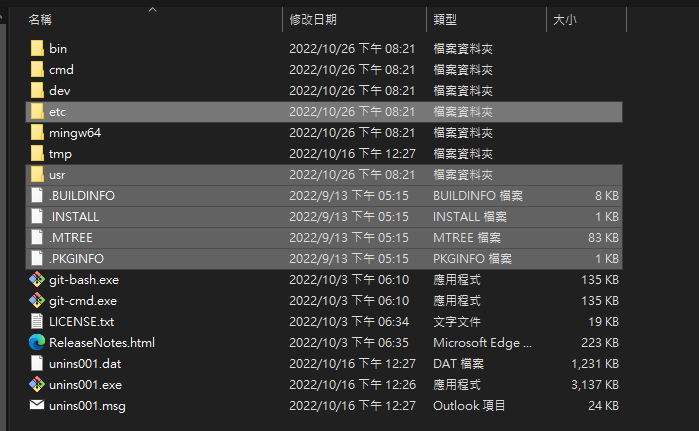 名稱 修改日期 類型 大小
bin 2022/10/26 下午 08:21 檔案資料夾
cmd 2022/10/26 下午 08:21 檔案資料夾
dev 2022/10/26 下午 08:21 檔案資料夾
etc 2022/10/26 下午 08:21 檔案資料夾
mingw64 2022/10/26 下午 08:21 檔案資料夾
tmp 2022/10/16 下午 12:27 檔案資料夾
usr 2022/10/26 下午 08:21 檔案資料夾
.BUILDINFO 2022/9/13 下午 05:15 BUILDINFO 檔案 8 KB
.INSTALL 2022/9/13 下午 05:15 INSTALL 檔案 1 KB
.MTREE 2022/9/13 下午 05:15 MTREE 檔案 83 KB
.PKGINFO 2022/9/13 下午 05:15 PKGINFO 檔案 1 KB
git-bash.exe 2022/10/3 下午 06:10 應用程式 135 KB
git-cmd.exe 2022/10/3 下午 06:10 應用程式 135 KB
LICENSE.txt 2022/10/3 下午 06:34 文字文件 19 KB
ReleaseNotes.html 2022/10/3 下午 06:35 Microsoft Edge ... 223 KB
unins001.dat 2022/10/16 下午 12:27 DAT 檔案 1,231 KB
unins001.exe 2022/10/16 下午 12:26 應用程式 3,137 KB
unins001.msg 2022/10/16 下午 12:27 Outlook 項目 24 KB